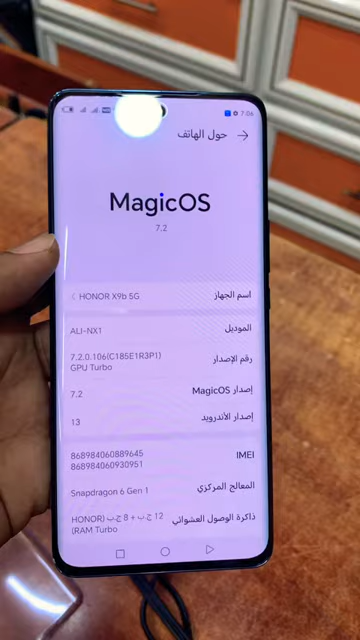 7:06
حول الهاتف
MagicOS
7.2
اسم الجهاز HONOR X9b 5G
الموديل ALI-NX1
رقم الإصدار 7.2.0.106(C185E1R3P1)
GPU Turbo
إصدار MagicOS 7.2
إصدار الأندرويد 13
IMEI 868984060889645
868984060930951
المعالج المركزي Snapdragon 6 Gen 1
ذاكرة الوصول العشوائي 12 ج.ب + 8 ج.ب (HONOR
RAM Turbo)